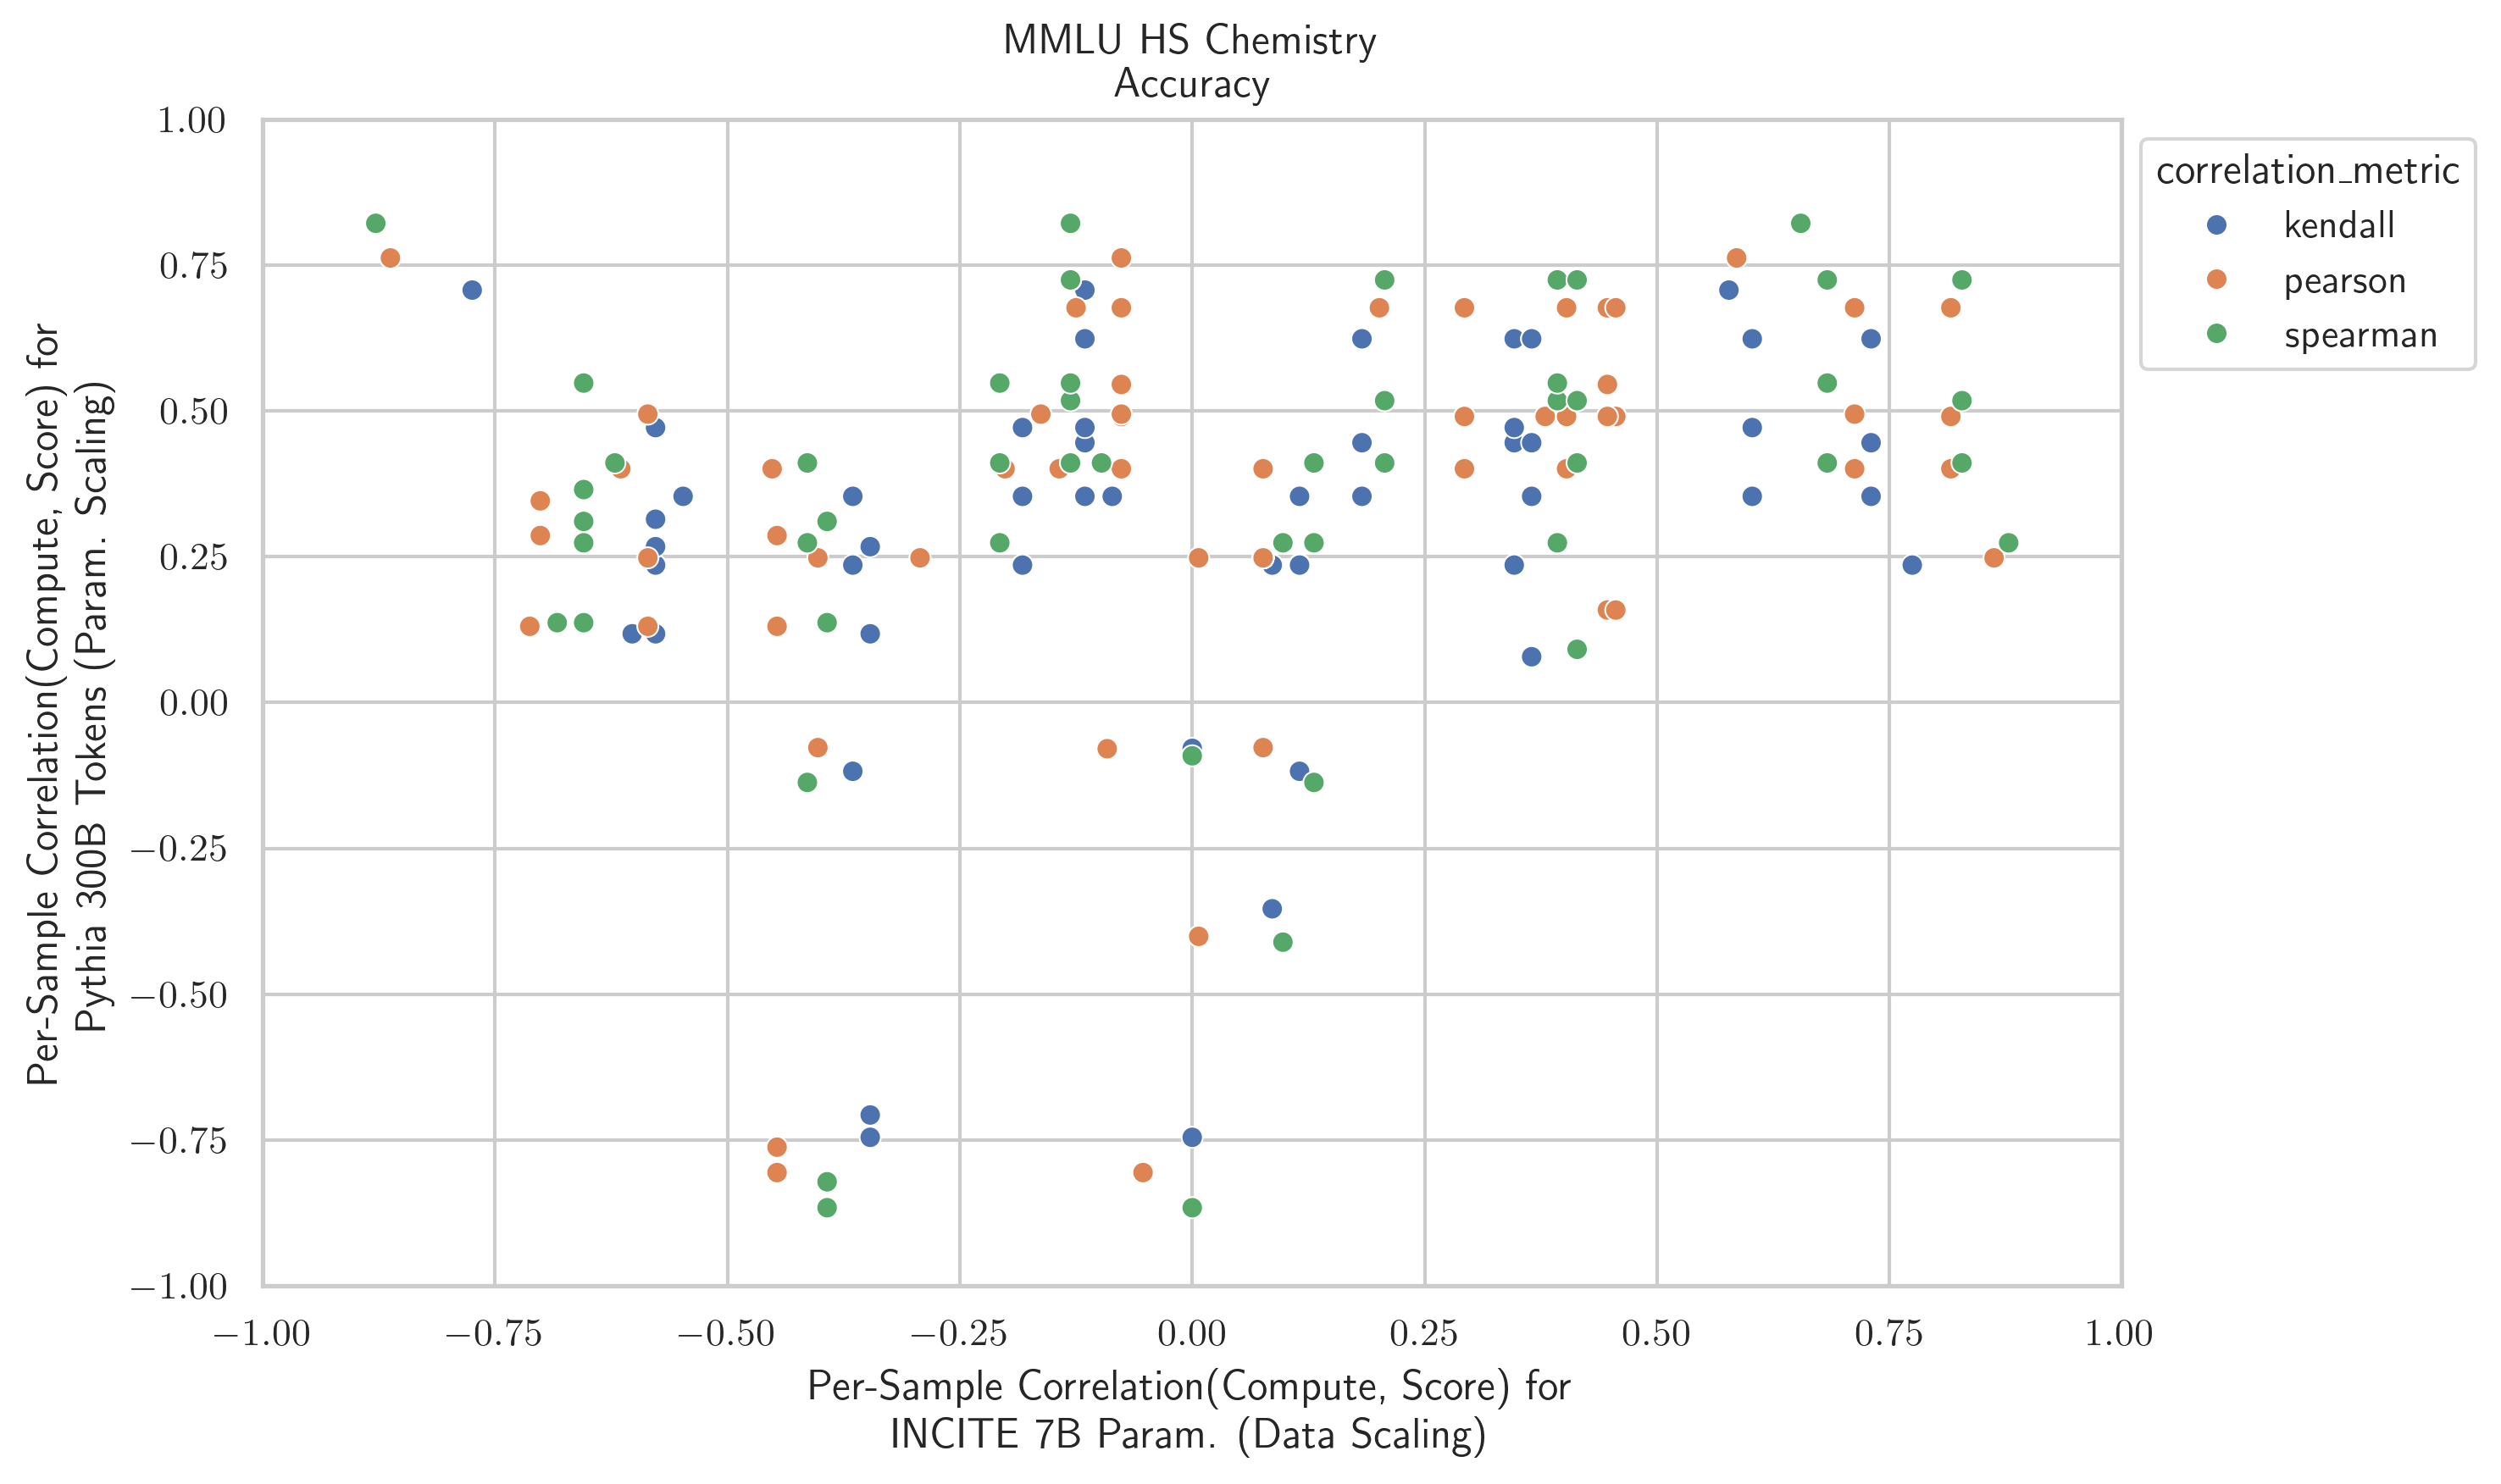 MMLU HS Chemistry
Accuracy
1.00
0.75
0.50
0.25
0.00
−0.25
−0.50
−0.75
−1.00
Per-Sample Correlation(Compute, Score) for
Pythia 300B Tokens (Param. Scaling)
correlation_metric
kendall
pearson
spearman
−1.00 −0.75 −0.50 −0.25 0.00 0.25 0.50 0.75 1.00
Per-Sample Correlation(Compute, Score) for
INCITE 7B Param. (Data Scaling)